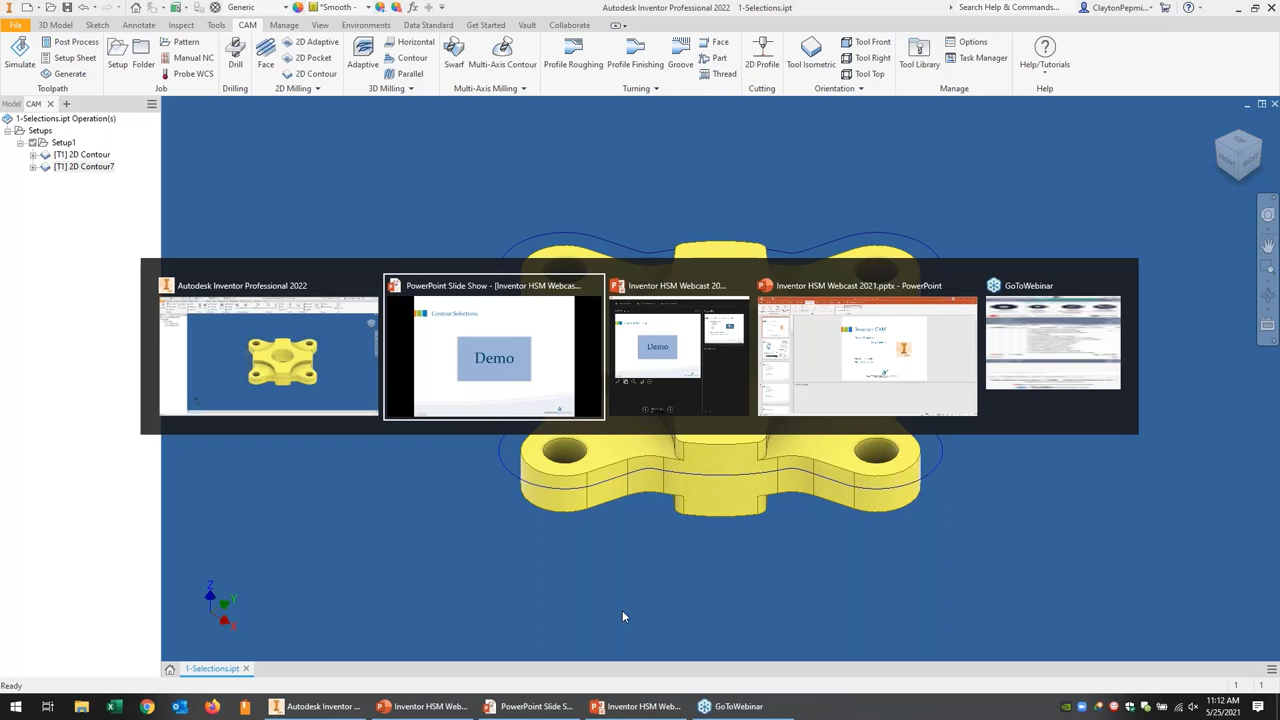 Generic
*Smooth
Autodesk Inventor Professional 2022
1-Selections.ipt
Search Help & Commands...
ClaytonPepmi...
File
3D Model
Sketch
Annotate
Inspect
Tools
CAM
Manage
View
Environments
Data Standard
Get Started
Vault
Collaborate
Simulate
Post Process
Setup Sheet
Generate
Toolpath
Setup
Folder
Pattern
Manual NC
Probe WCS
Job
Drill
Drilling
Face
2D Adaptive
2D Pocket
2D Contour
2D Milling
Adaptive
Horizontal
Contour
Parallel
3D Milling
Swarf
Multi-Axis Contour
Multi-Axis Milling
Profile Roughing
Profile Finishing
Groove
Face
Part
Thread
Turning
2D Profile
Cutting
Tool Isometric
Tool Front
Tool Right
Tool Top
Orientation
Tool Library
Options
Task Manager
Manage
Help/Tutorials
Help
Model
CAM
1-Selections.ipt Operation(s)
Setups
Setup1
[T1] 2D Contour
[T1] 2D Contour7
FRONT
RIGHT
Autodesk Inventor Professional 2022
PowerPoint Slide Show - [Inventor HSM Webcas...
Inventor HSM Webcast 20...
Inventor HSM Webcast 2021.pptx - PowerPoint
GoToWebinar
Contour Selections
Demo
Demo
Inventor CAM
Z
Y
X
1-Selections.ipt
Ready
1
1
Autodesk Inventor ...
Inventor HSM Web...
PowerPoint Slide S...
Inventor HSM Web...
GoToWebinar
11:12 AM
5/25/2021